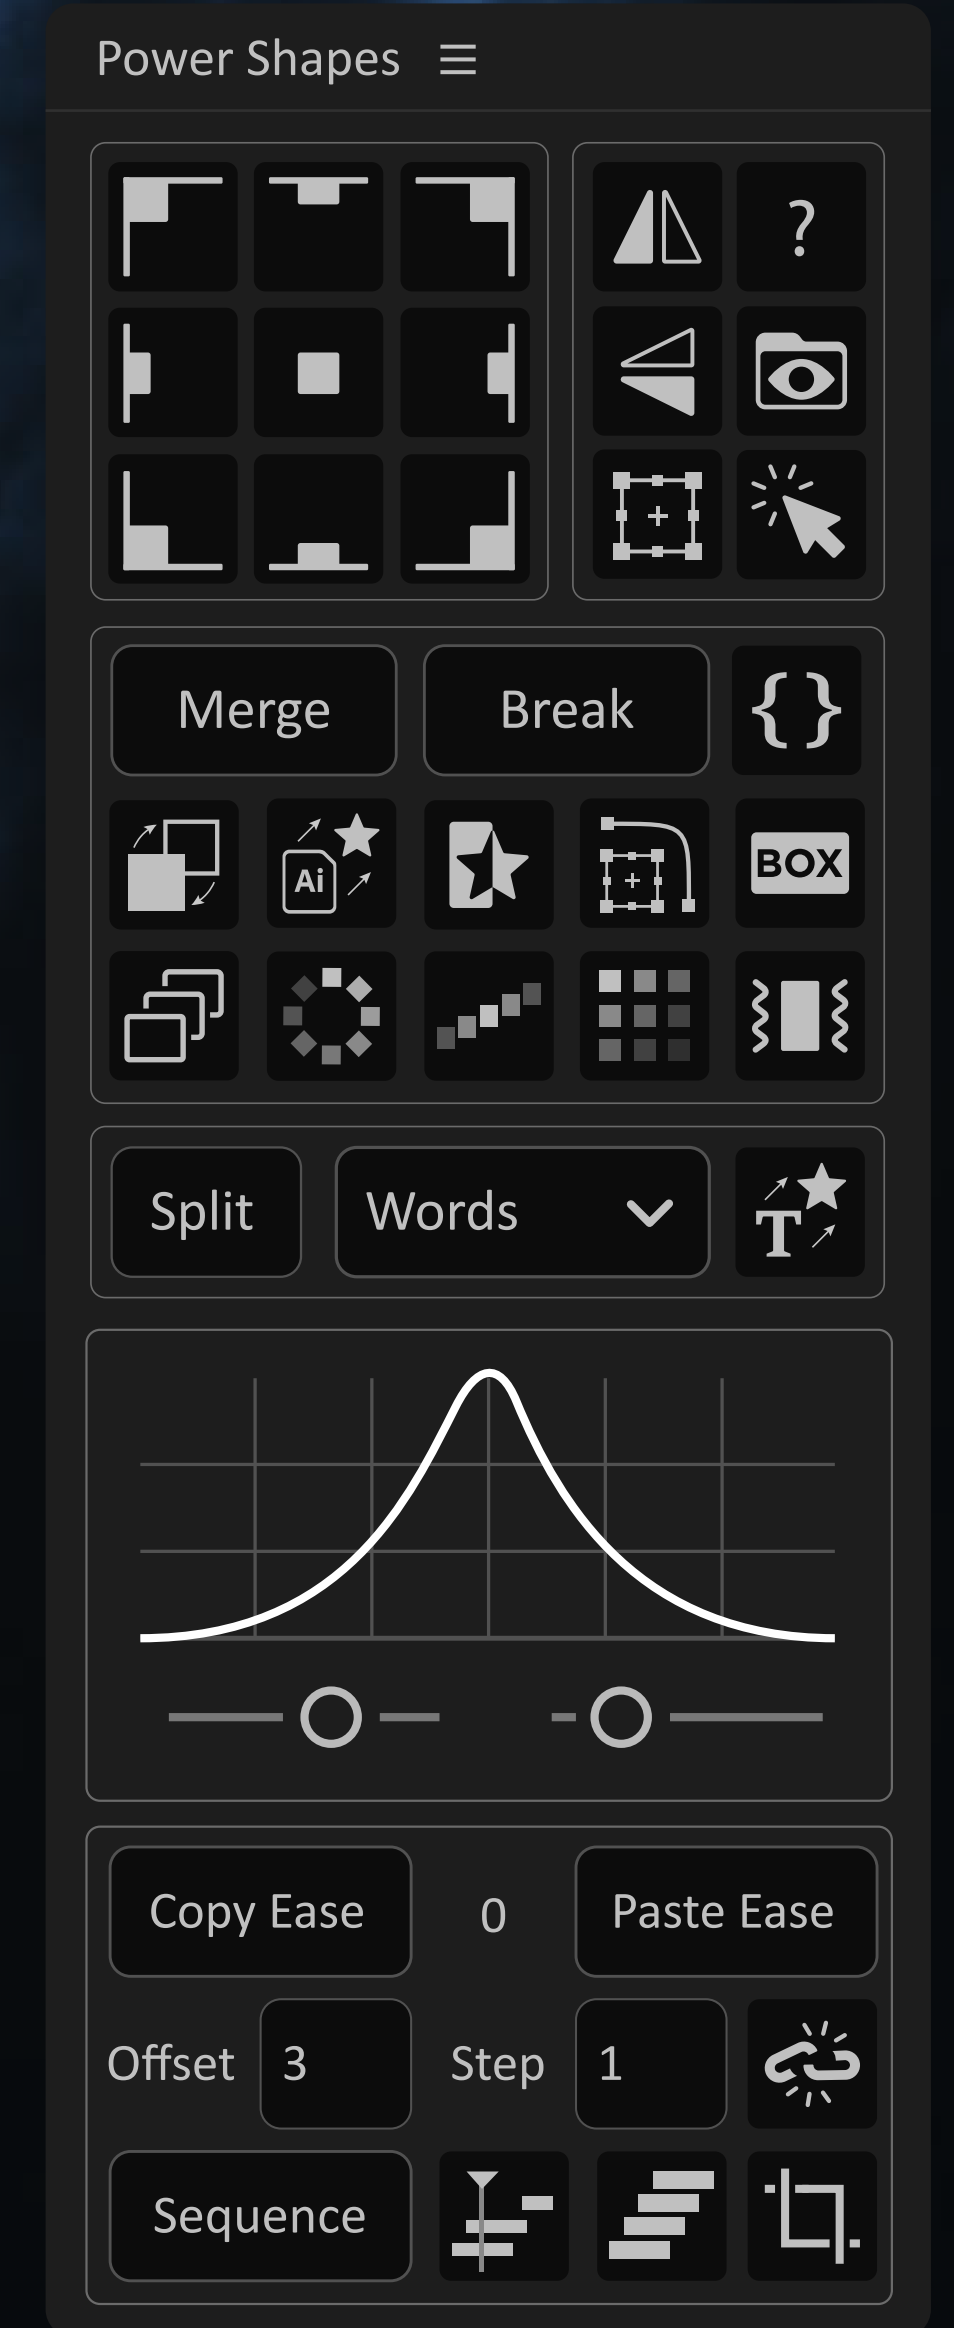 Power Shapes
?
Merge Break { }
Ai BOX
Split Words T
Copy Ease 0 Paste Ease
Offset 3 Step 1
Sequence